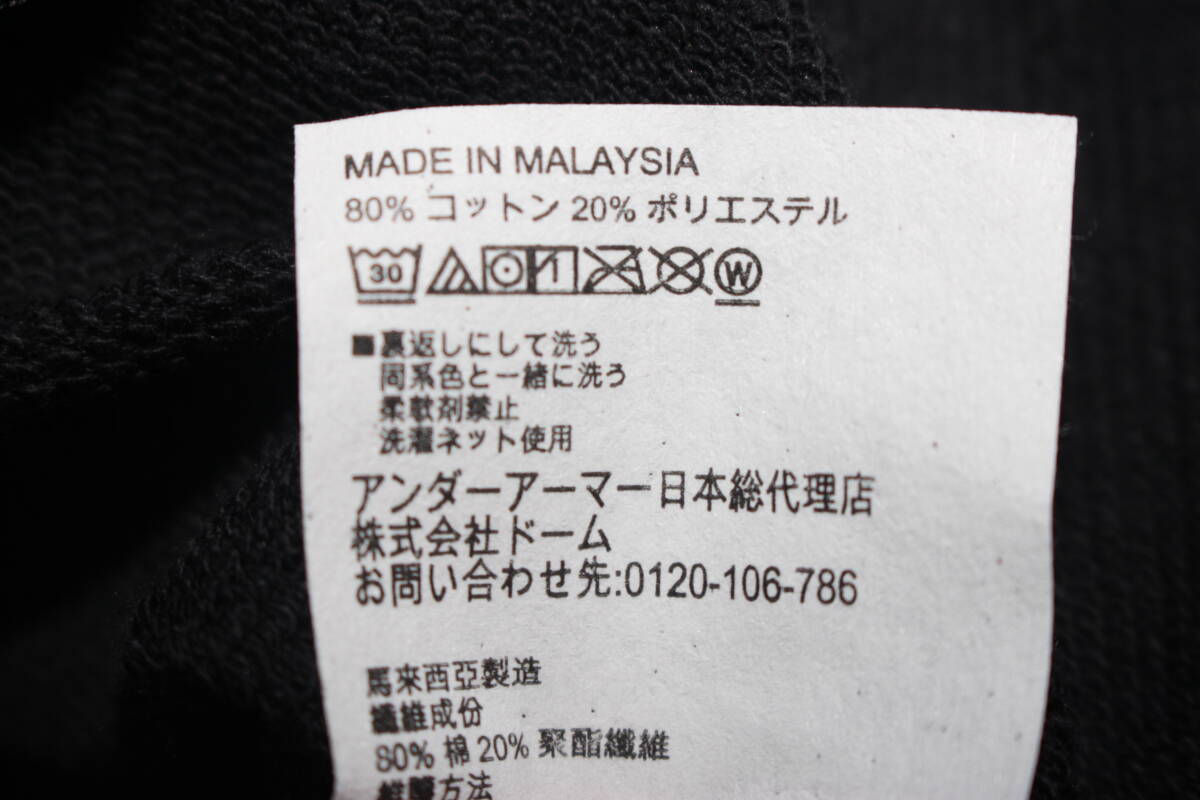 MADE IN MALAYSIA
80% コットン 20% ポリエステル
30 W
■裏返しにして洗う
同系色と一緒に洗う
柔軟剤禁止
洗濯ネット使用
アンダーアーマー日本総代理店
株式会社ドーム
お問い合わせ先:0120-106-786
馬來西亞製造
纖維成份
80% 棉 20% 聚酯纖維
方法